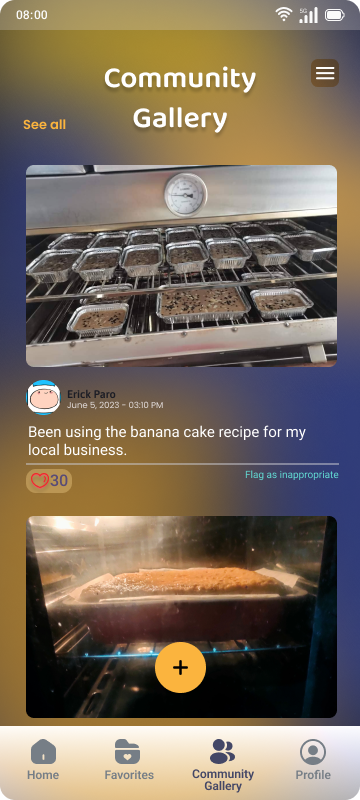 08:00
5G
Community
Gallery
See all
Erick Paro
June 5, 2023 - 03:10 PM
Been using the banana cake recipe for my
local business.
30
Flag as inappropriate
+
Home
Favorites
Community
Gallery
Profile